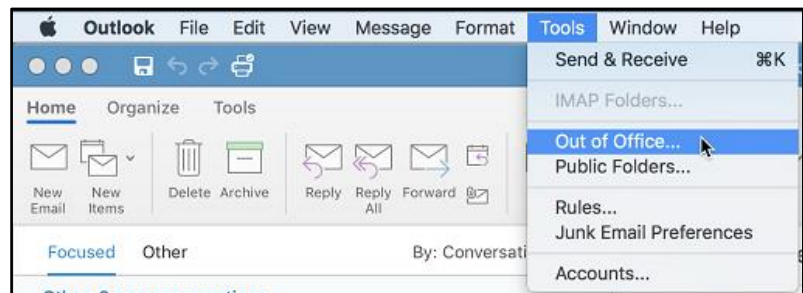 Outlook File Edit View Message Format Tools Window Help
Send & Receive ⌘K
IMAP Folders...
Out of Office...
Public Folders...
Rules...
Junk Email Preferences
Accounts...
Home Organize Tools
New Email
New Items
Delete
Archive
Reply
Reply All
Forward
Focused Other By: Conversati